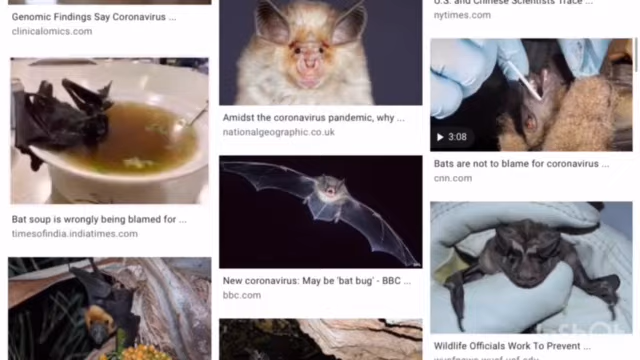 Genomic Findings Say Coronavirus ...
clinicalomics.com
Bat soup is wrongly being blamed for ...
timesofindia.indiatimes.com
Amidst the coronavirus pandemic, why ...
nationalgeographic.co.uk
New coronavirus: May be 'bat bug' - BBC ...
bbc.com
U.S. and Chinese Scientists Trace ...
nytimes.com
3:08
Bats are not to blame for coronavirus ...
cnn.com
Wildlife Officials Work To Prevent ...